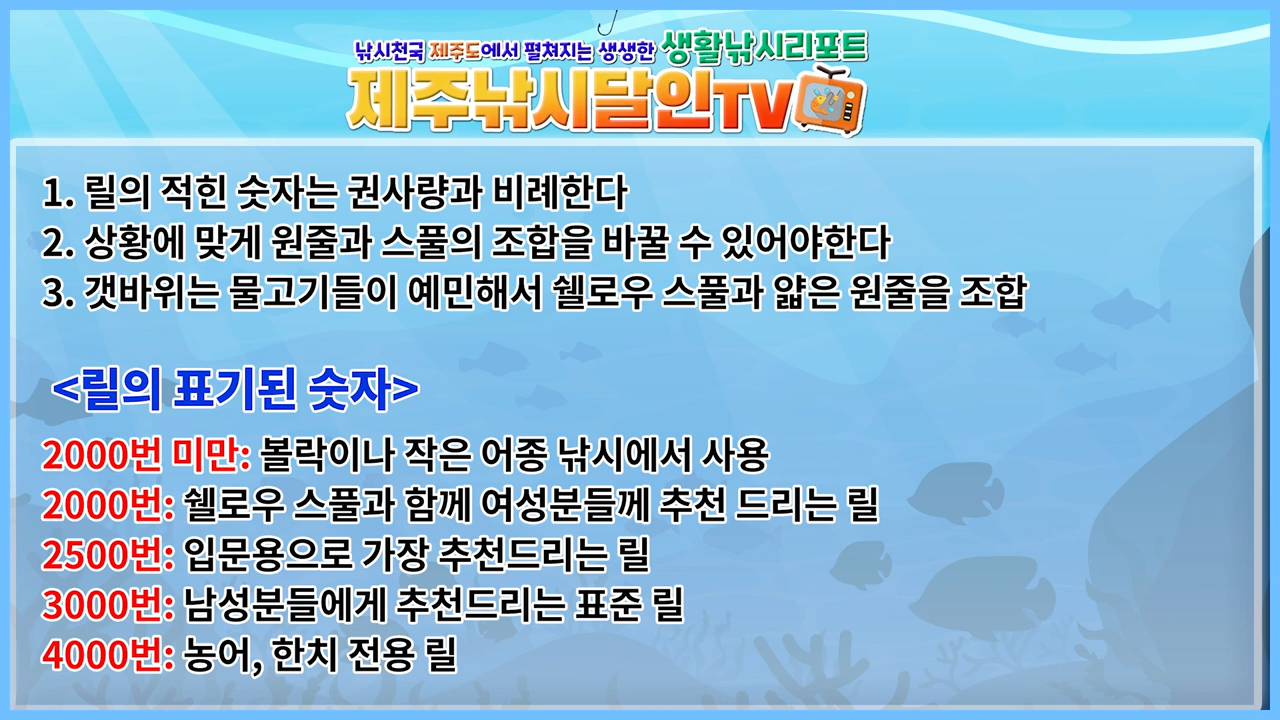 낚시천국 제주도에서 펼쳐지는 생생한 생활낚시리포트
제주낚시달인TV
1. 릴의 적힌 숫자는 권사량과 비례한다
2. 상황에 맞게 원줄과 스풀의 조합을 바꿀 수 있어야한다
3. 갯바위는 물고기들이 예민해서 쉘로우 스풀과 얇은 원줄을 조합
<릴의 표기된 숫자>
2000번 미만: 볼락이나 작은 어종 낚시에서 사용
2000번: 쉘로우 스풀과 함께 여성분들께 추천 드리는 릴
2500번: 입문용으로 가장 추천드리는 릴
3000번: 남성분들에게 추천드리는 표준 릴
4000번: 농어, 한치 전용 릴